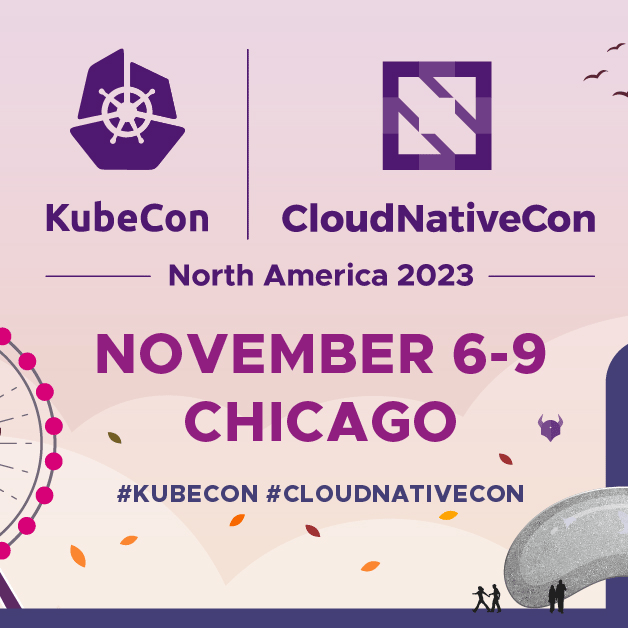 KubeCon
CloudNativeCon
North America 2023
NOVEMBER 6-9
CHICAGO
#KUBECON #CLOUDNATIVECON